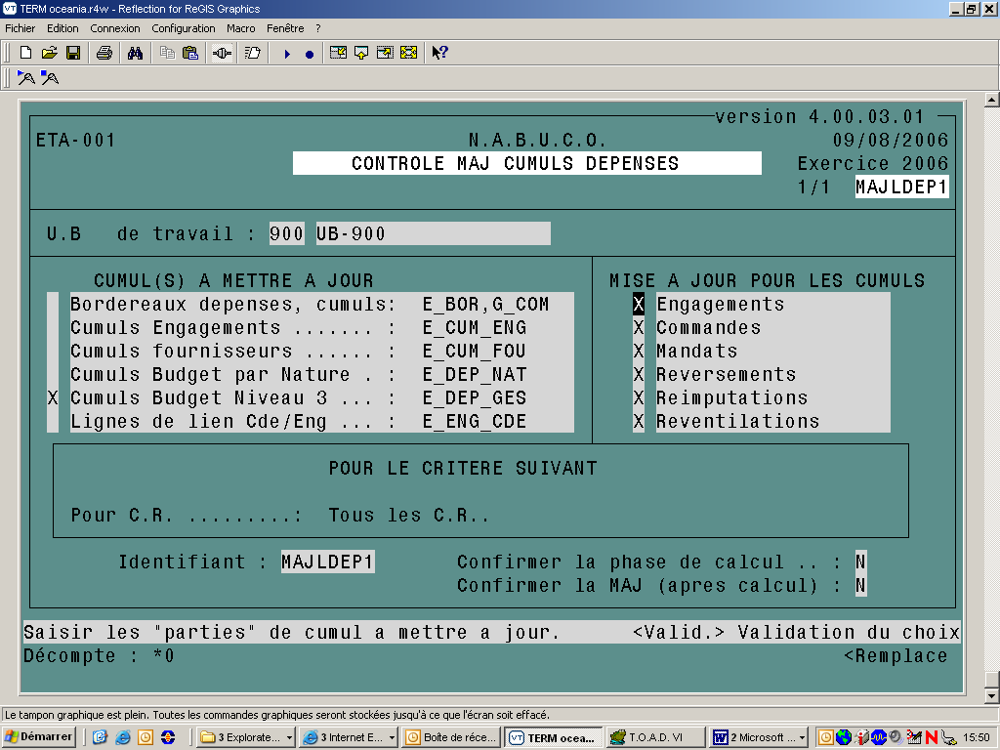 TERM oceania.r4w - Reflection for ReGIS Graphics
Fichier Edition Connexion Configuration Macro Fenêtre ?
version 4.00.03.01
ETA-001 N.A.B.U.C.O. 09/08/2006
CONTROLE MAJ CUMULS DEPENSES Exercice 2006
1/1 MAJLDEP1
U.B de travail : 900 UB-900
CUMUL(S) A METTRE A JOUR MISE A JOUR POUR LES CUMULS
Bordereaux depenses, cumuls: E_BOR,G_COM X Engagements
Cumuls Engagements ....... : E_CUM_ENG X Commandes
Cumuls fournisseurs ...... : E_CUM_FOU X Mandats
Cumuls Budget par Nature . : E_DEP_NAT X Reversements
X Cumuls Budget Niveau 3 ... : E_DEP_GES X Reimputations
Lignes de lien Cde/Eng ... : E_ENG_CDE X Reventilations
POUR LE CRITERE SUIVANT
Pour C.R. .........: Tous les C.R..
Identifiant : MAJLDEP1 Confirmer la phase de calcul .. : N
Confirmer la MAJ (apres calcul) : N
Saisir les "parties" de cumul a mettre a jour. <Valid.> Validation du choix
Décompte : *0 <Remplace
Le tampon graphique est plein. Toutes les commandes graphiques seront stockées jusqu'à ce que l'écran soit effacé.
Démarrer 3 Explorate... 3 Internet E... Boîte de réce... TERM ocea... T.O.A.D. VI 2 Microsoft ... 15:50